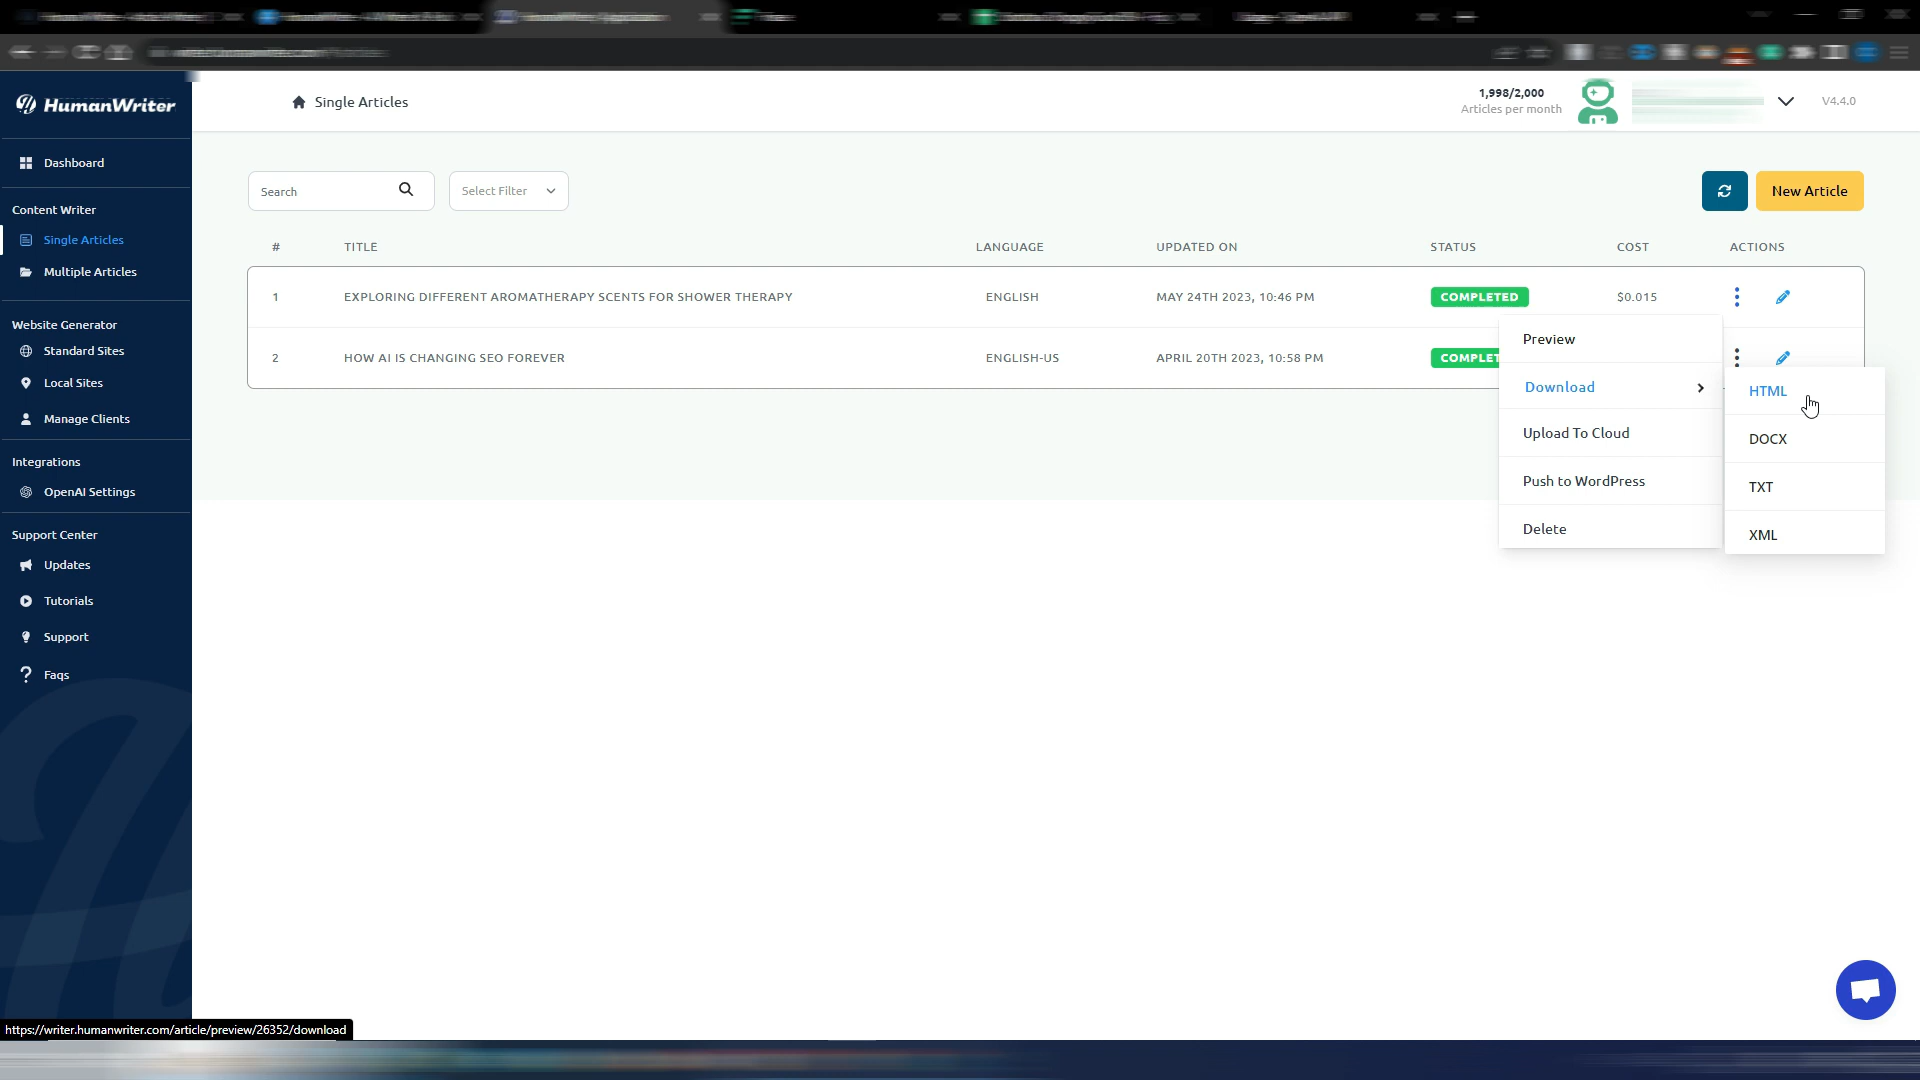 HumanWriter
Single Articles
1,998/2,000
Articles per month
V4.4.0
Dashboard
Content Writer
Single Articles
Multiple Articles
Website Generator
Standard Sites
Local Sites
Manage Clients
Integrations
OpenAI Settings
Support Center
Updates
Tutorials
Support
Faqs
Search
Select Filter
New Article
# TITLE LANGUAGE UPDATED ON STATUS COST ACTIONS
1 EXPLORING DIFFERENT AROMATHERAPY SCENTS FOR SHOWER THERAPY ENGLISH MAY 24TH 2023, 10:46 PM COMPLETED $0.015
2 HOW AI IS CHANGING SEO FOREVER ENGLISH-US APRIL 20TH 2023, 10:58 PM COMPLET
Preview
Download
Upload To Cloud
Push to WordPress
Delete
HTML
DOCX
TXT
XML
https://writer.humanwriter.com/article/preview/26352/download